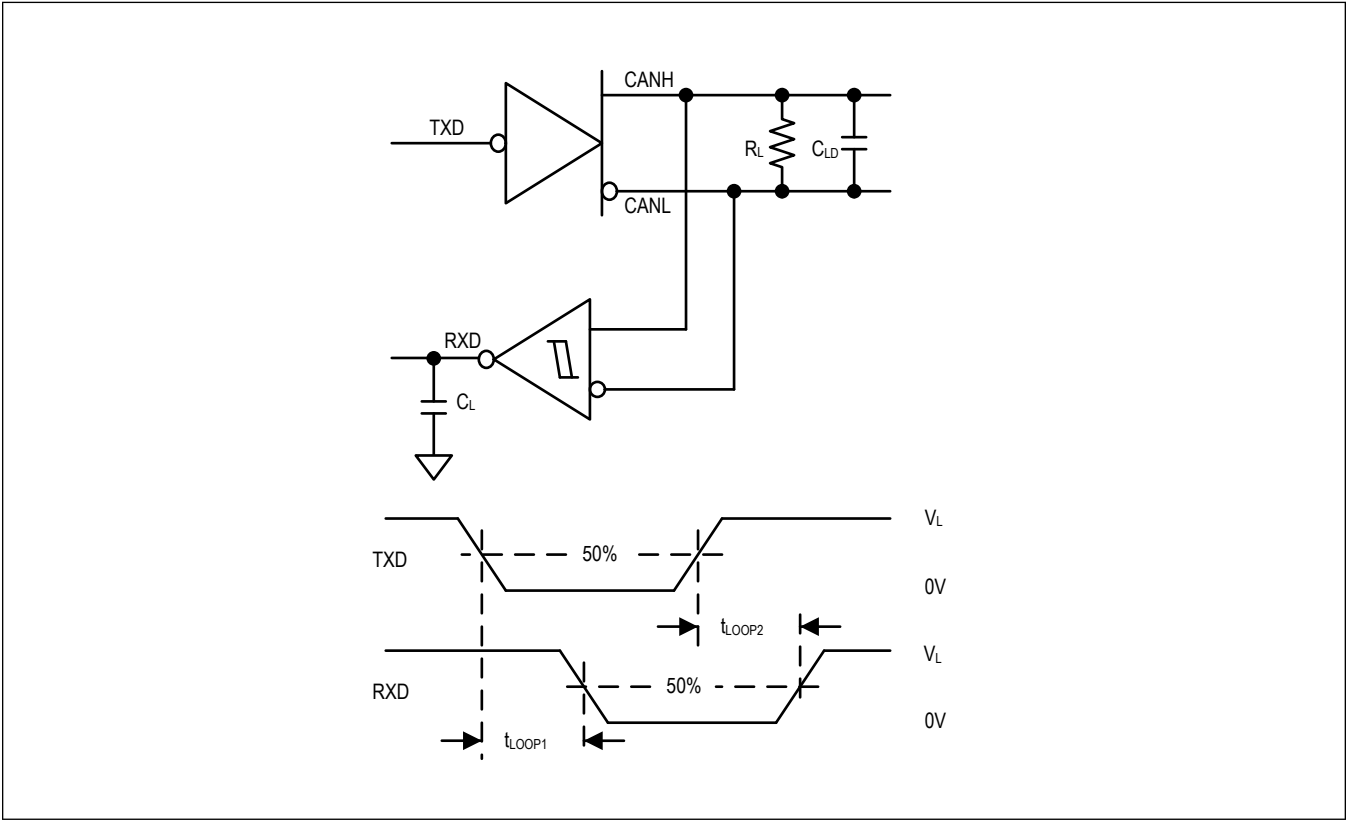 CANH
TXD
RL
CLD
CANL
RXD
CL
VL
TXD
50%
0V
tLOOP2
VL
RXD
50%
0V
tLOOP1